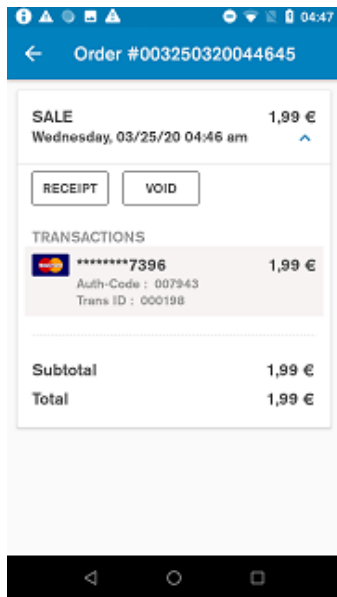 04:47
Order #003250320044645
SALE 1,99 €
Wednesday, 03/25/20 04:46 am
RECEIPT VOID
TRANSACTIONS
********7396 1,99 €
Auth-Code : 007943
Trans ID : 000198
Subtotal 1,99 €
Total 1,99 €